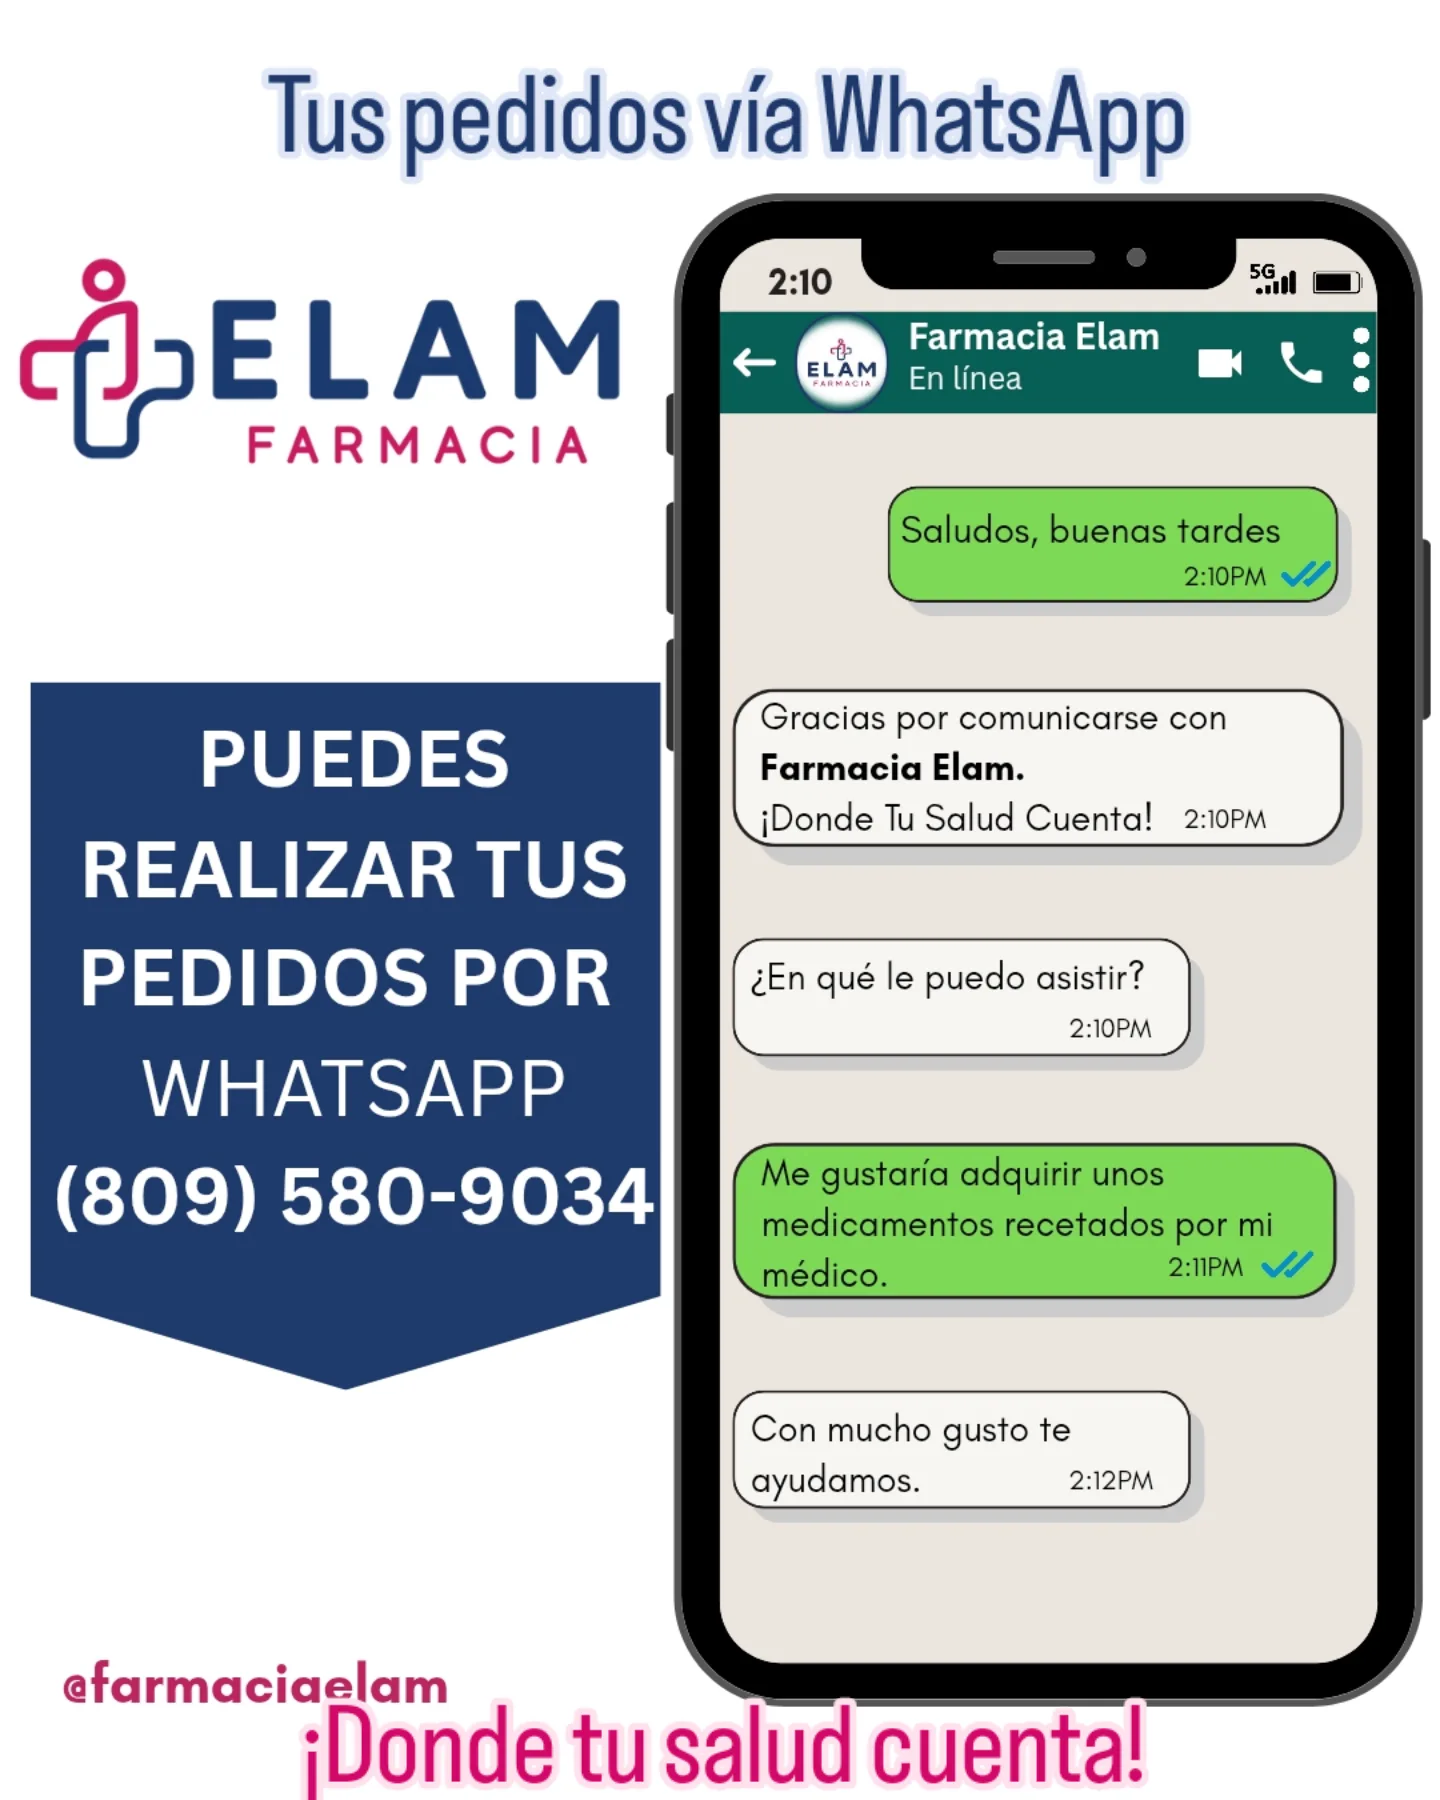 Tus pedidos vía WhatsApp
ELAM
FARMACIA
PUEDES
REALIZAR TUS
PEDIDOS POR
WHATSAPP
(809) 580-9034
2:10
5G
ELAM
FARMACIA
Farmacia Elam
En línea
Saludos, buenas tardes
2:10PM
Gracias por comunicarse con
Farmacia Elam.
¡Donde Tu Salud Cuenta! 2:10PM
¿En qué le puedo asistir?
2:10PM
Me gustaría adquirir unos
medicamentos recetados por mi
médico. 2:11PM
Con mucho gusto te
ayudamos. 2:12PM
@farmaciaelam
¡Donde tu salud cuenta!